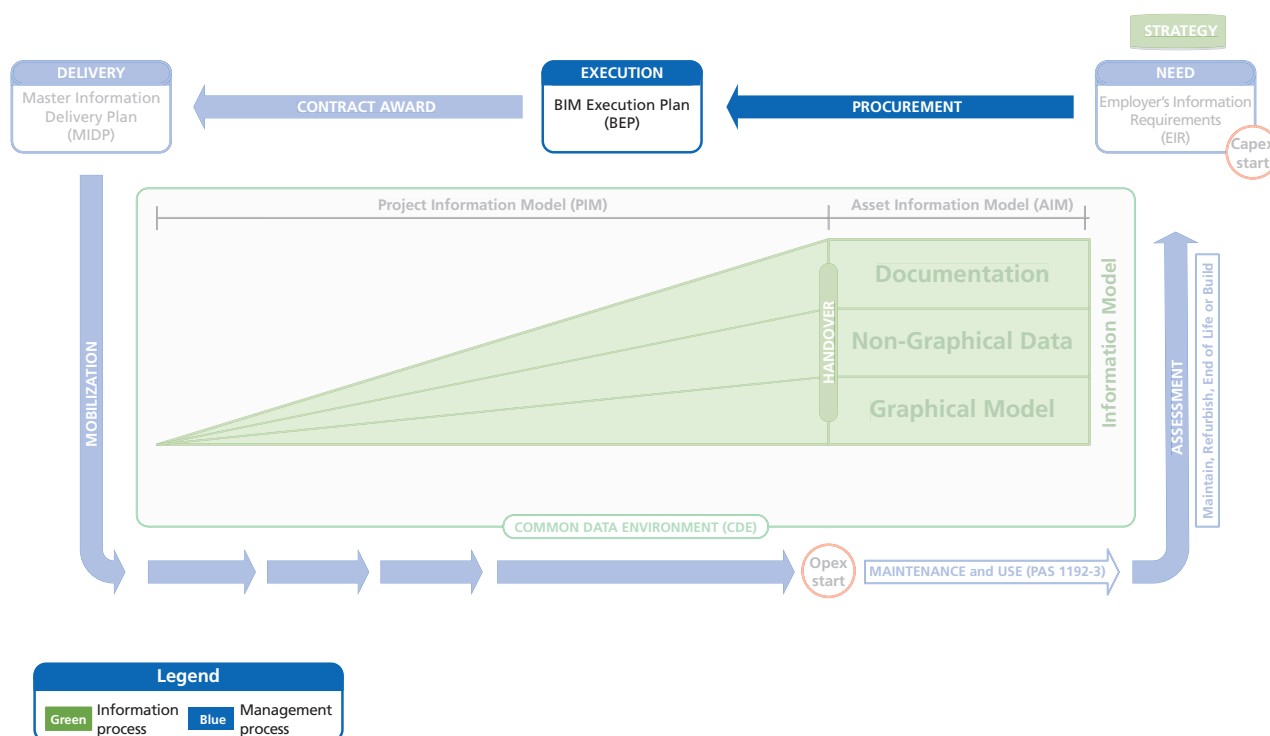 STRATEGY
DELIVERY
Master Information
Delivery Plan
(MIDP)
CONTRACT AWARD
EXECUTION
BIM Execution Plan
(BEP)
PROCUREMENT
NEED
Employer's Information
Requirements
(EIR)
Capex
start
Project Information Model (PIM)
Asset Information Model (AIM)
Documentation
Non-Graphical Data
Graphical Model
HANDOVER
Information Model
MOBILIZATION
ASSESSMENT
Maintain, Refurbish, End of Life or Build
COMMON DATA ENVIRONMENT (CDE)
Opex
start
MAINTENANCE and USE (PAS 1192-3)
Legend
Green
Information
process
Blue
Management
process